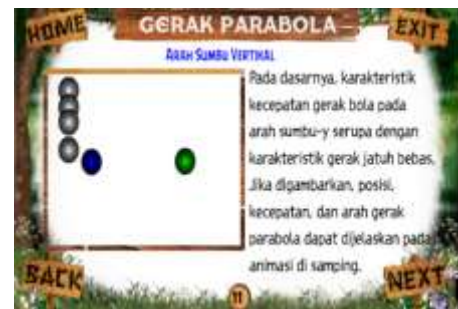 HOME
GERAK PARABOLA –
EXIT
ARAH SUMBU VERTIKAL
Pada dasarnya, karakteristik
kecepatan gerak bola pada
arah sumbu-y serupa dengan
karakteristik gerak jatuh bebas.
Jika digambarkan, posisi,
kecepatan, dan arah gerak
parabola dapat dijelaskan pada
animasi di samping.
BACK
11
NEXT